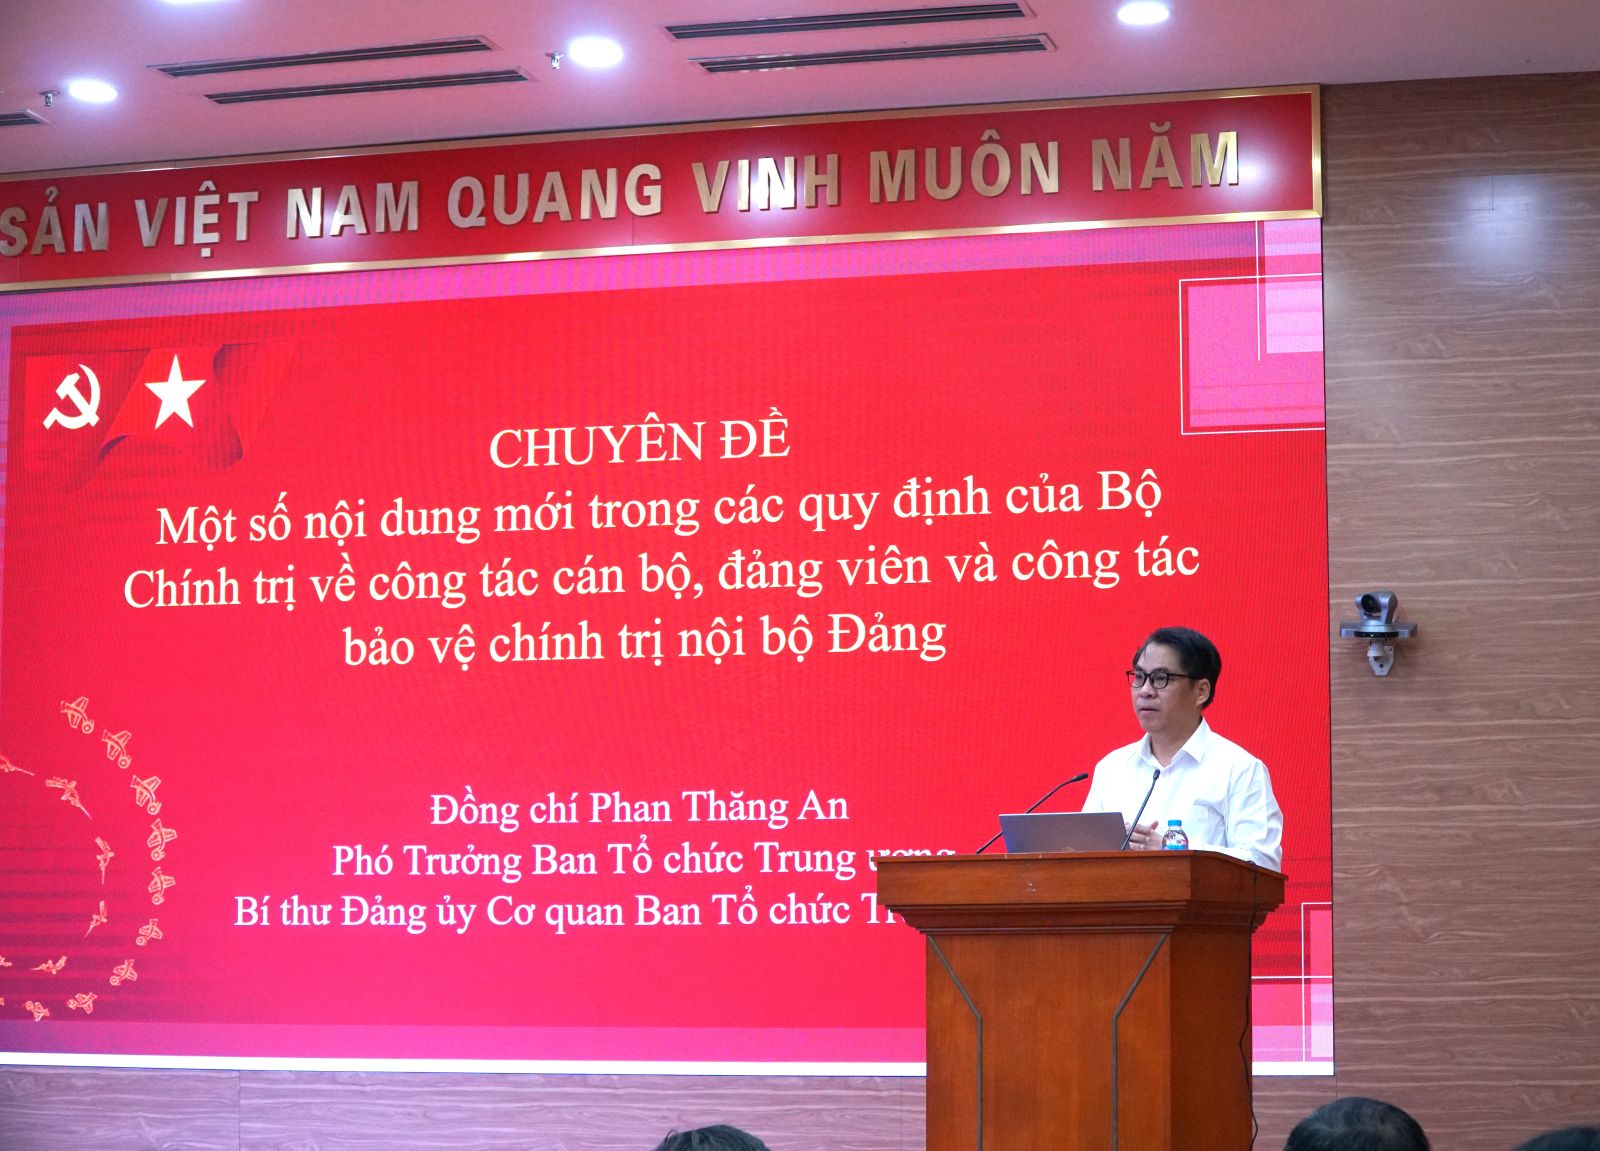 SẢN VIỆT NAM QUANG VINH MUÔN NĂM
CHUYÊN ĐỀ
Một số nội dung mới trong các quy định của Bộ
Chính trị về công tác cán bộ, đảng viên và công tác
bảo vệ chính trị nội bộ Đảng
Đồng chí Phan Thăng An
Phó Trưởng Ban Tổ chức Trung ương
Bí thư Đảng ủy Cơ quan Ban Tổ chức